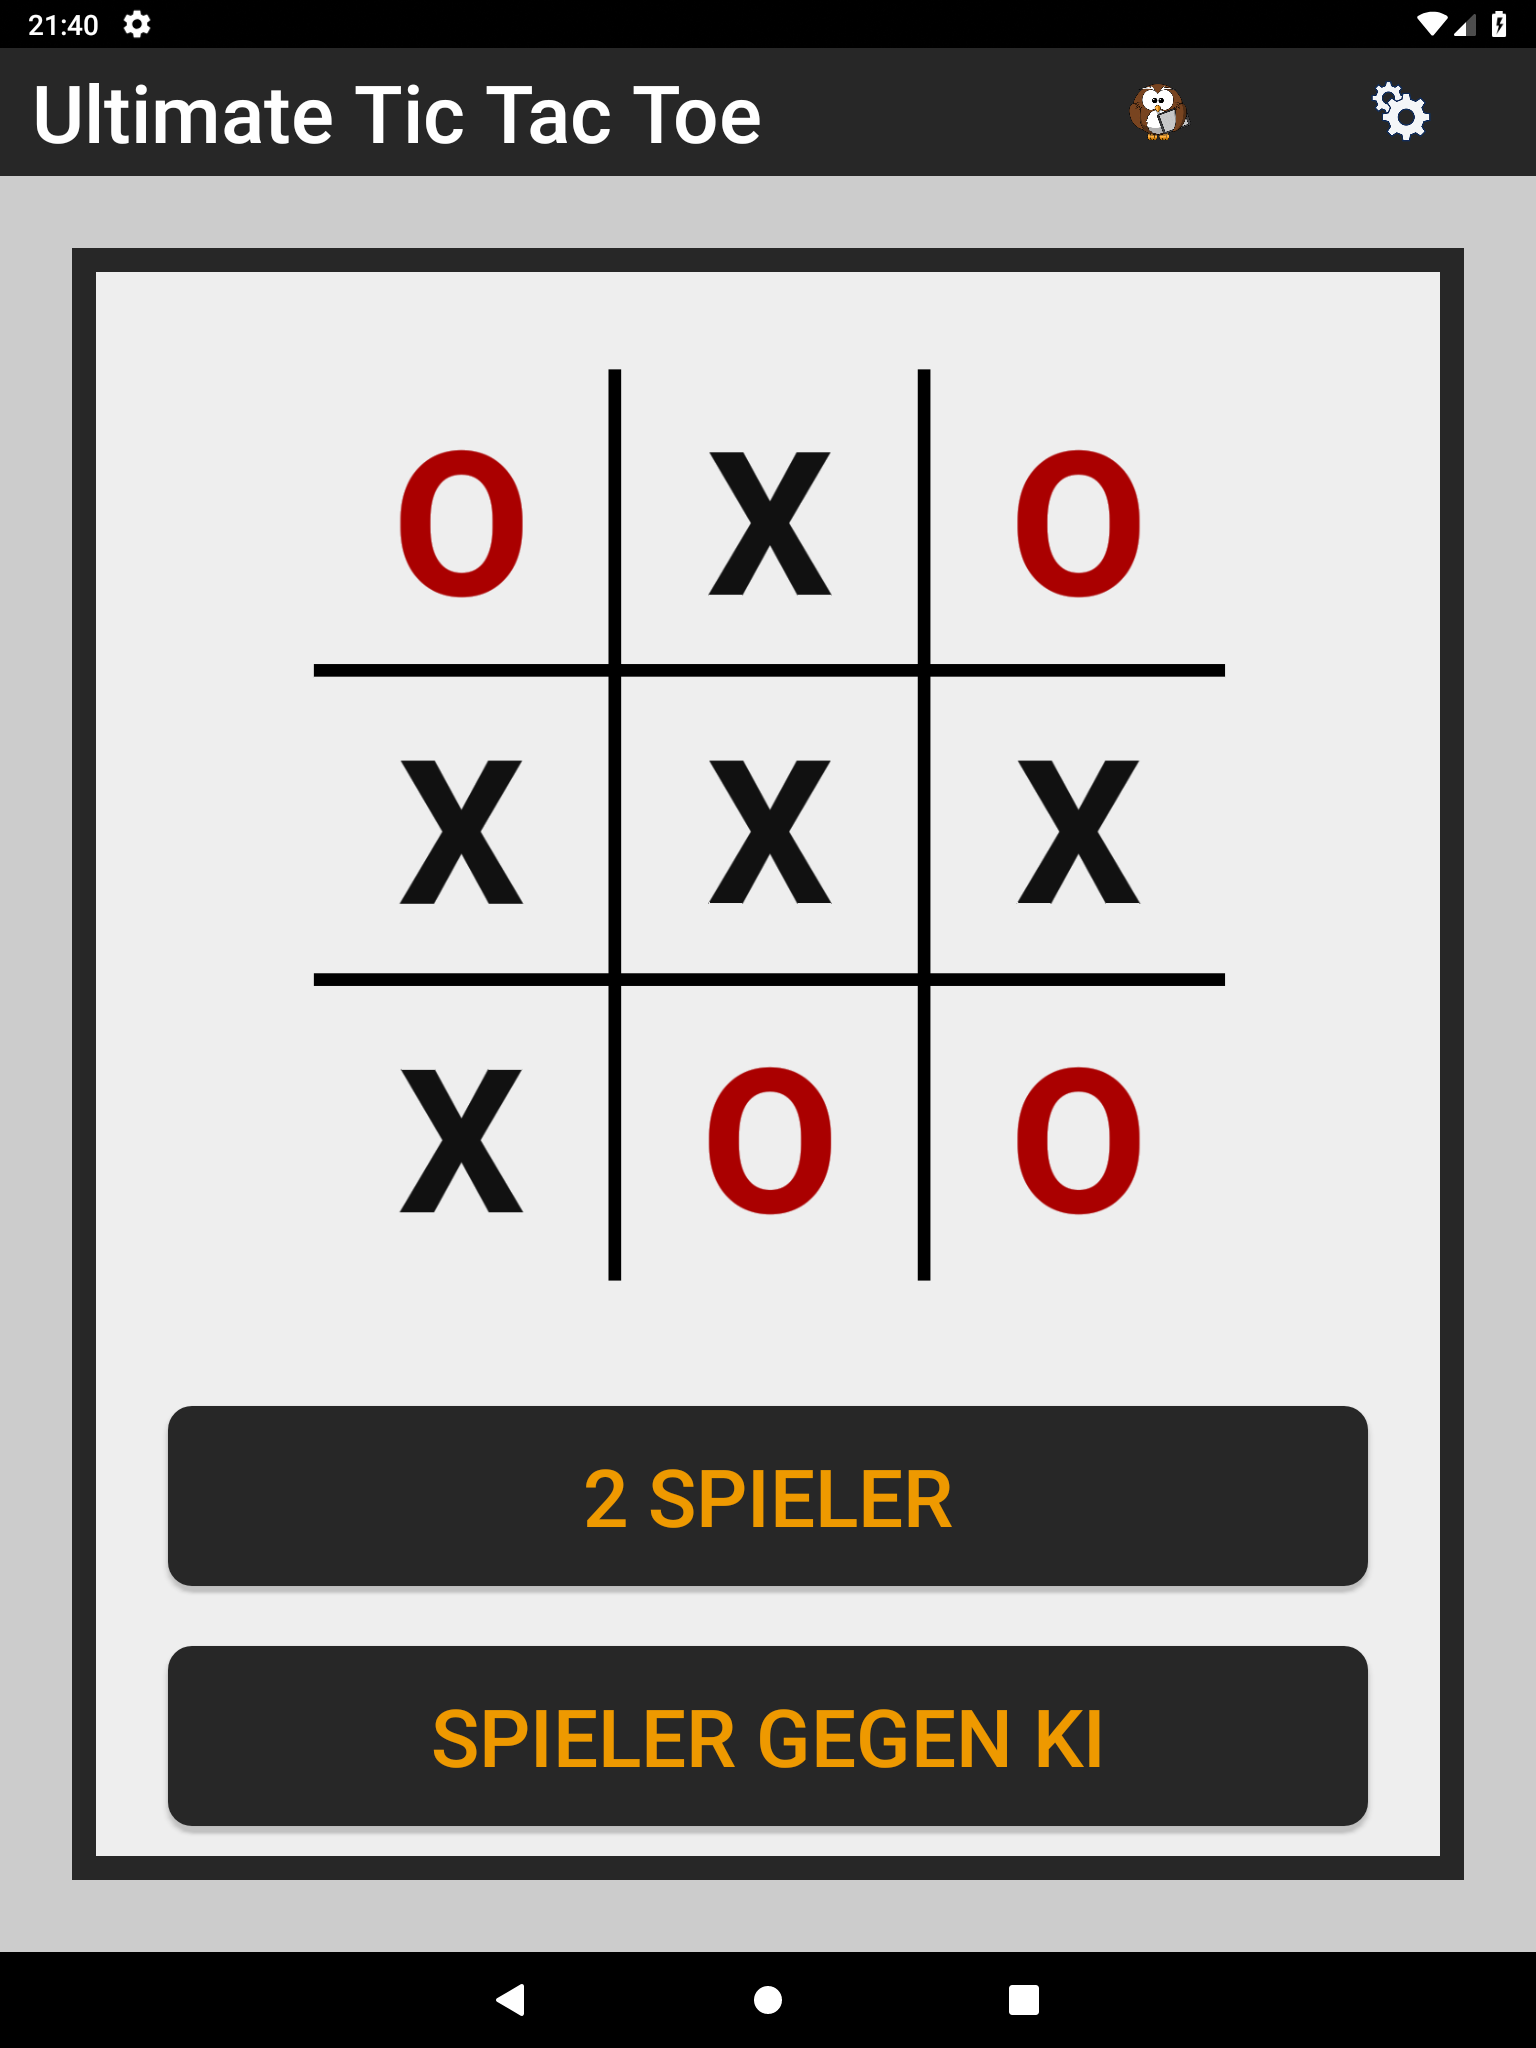 21:40
Ultimate Tic Tac Toe
O X O
X X X
X O O
2 SPIELER
SPIELER GEGEN KI